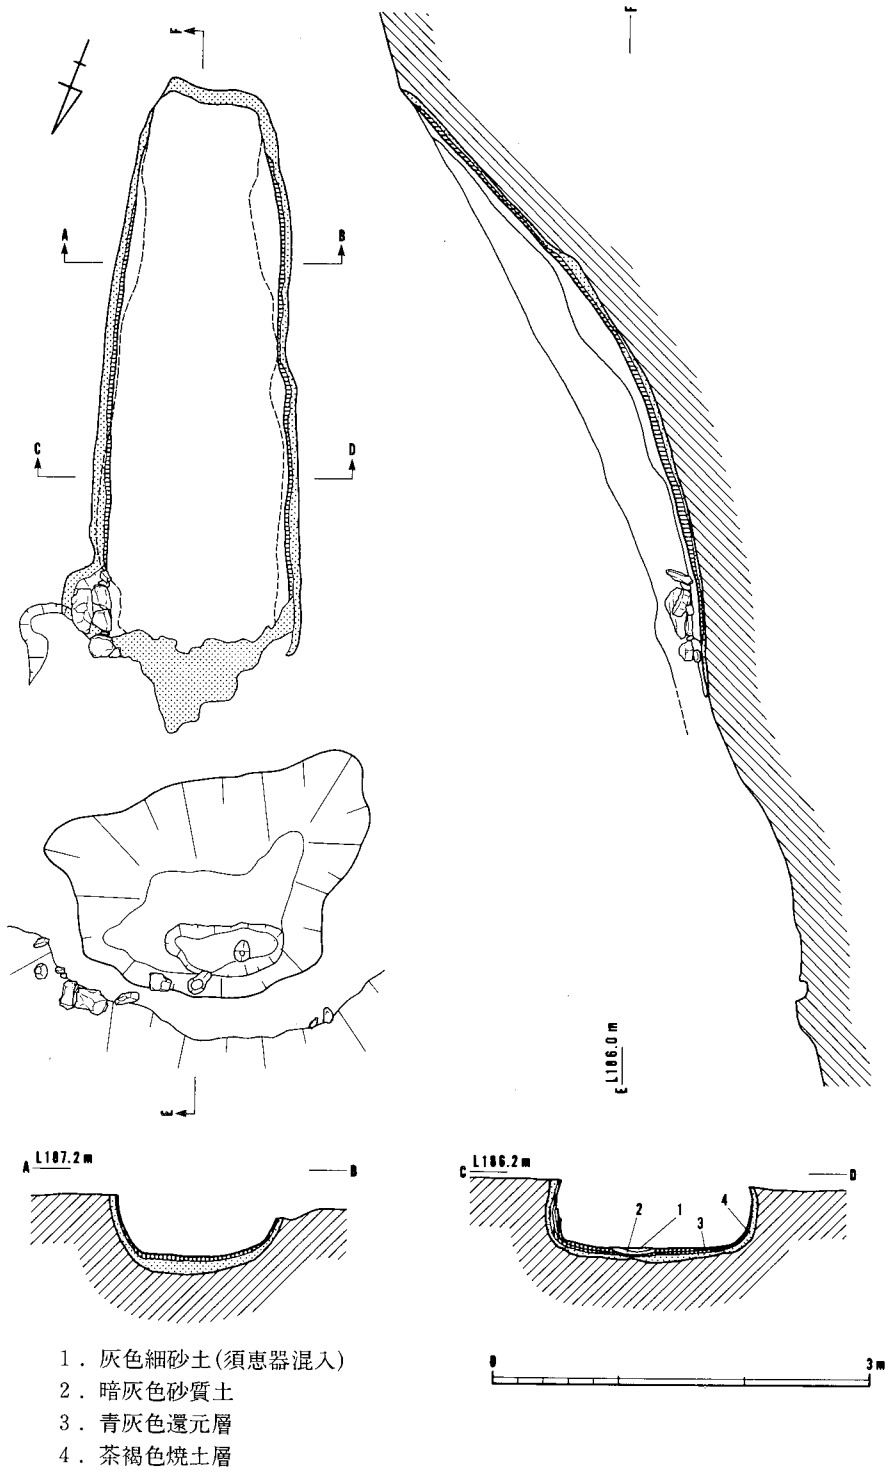 F
F
A
B
C
D
L186.0m
E
E
A L187.2m B
C L186.2m D
2 1 3 4
0 3m
1．灰色細砂土(須恵器混入)
2．暗灰色砂質土
3．青灰色還元層
4．茶褐色焼土層